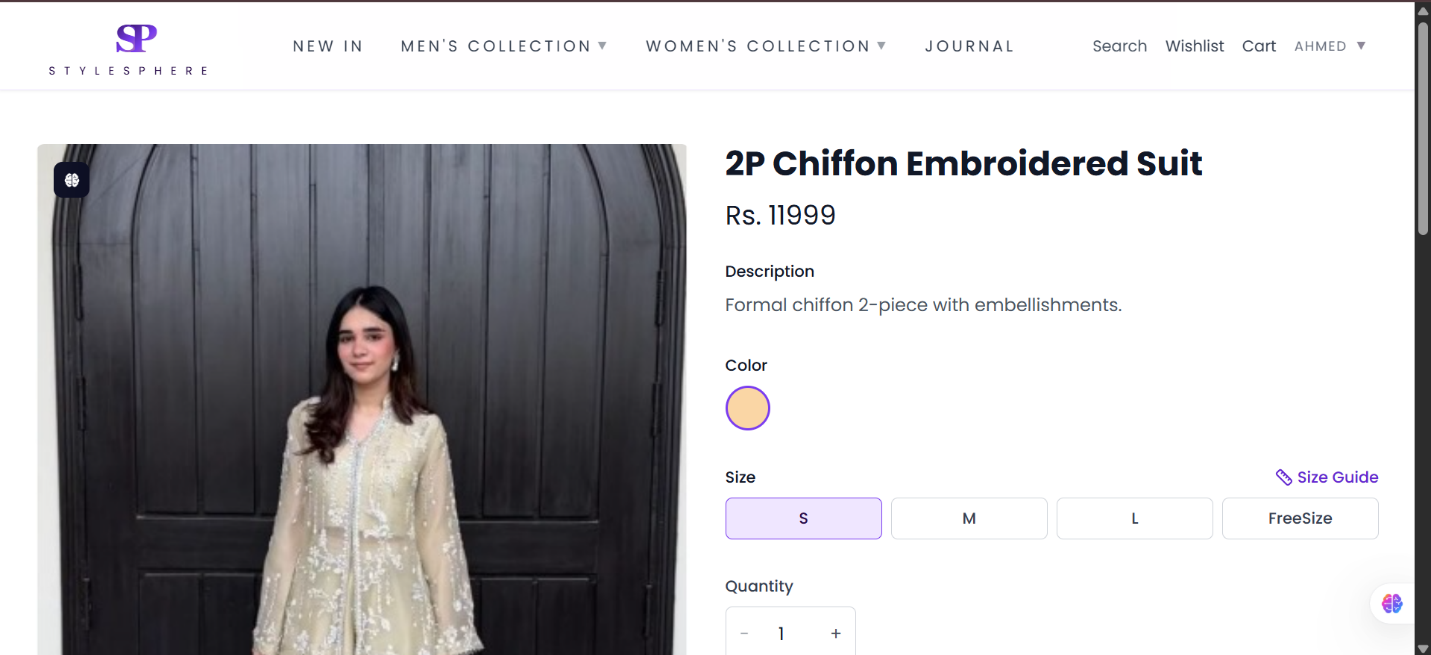 SP
STYLESPHERE
NEW IN
MEN'S COLLECTION ▼
WOMEN'S COLLECTION ▼
JOURNAL
Search
Wishlist
Cart
AHMED ▼
2P Chiffon Embroidered Suit
Rs. 11999
Description
Formal chiffon 2-piece with embellishments.
Color
Size
Size Guide
S
M
L
FreeSize
Quantity
− 1 +